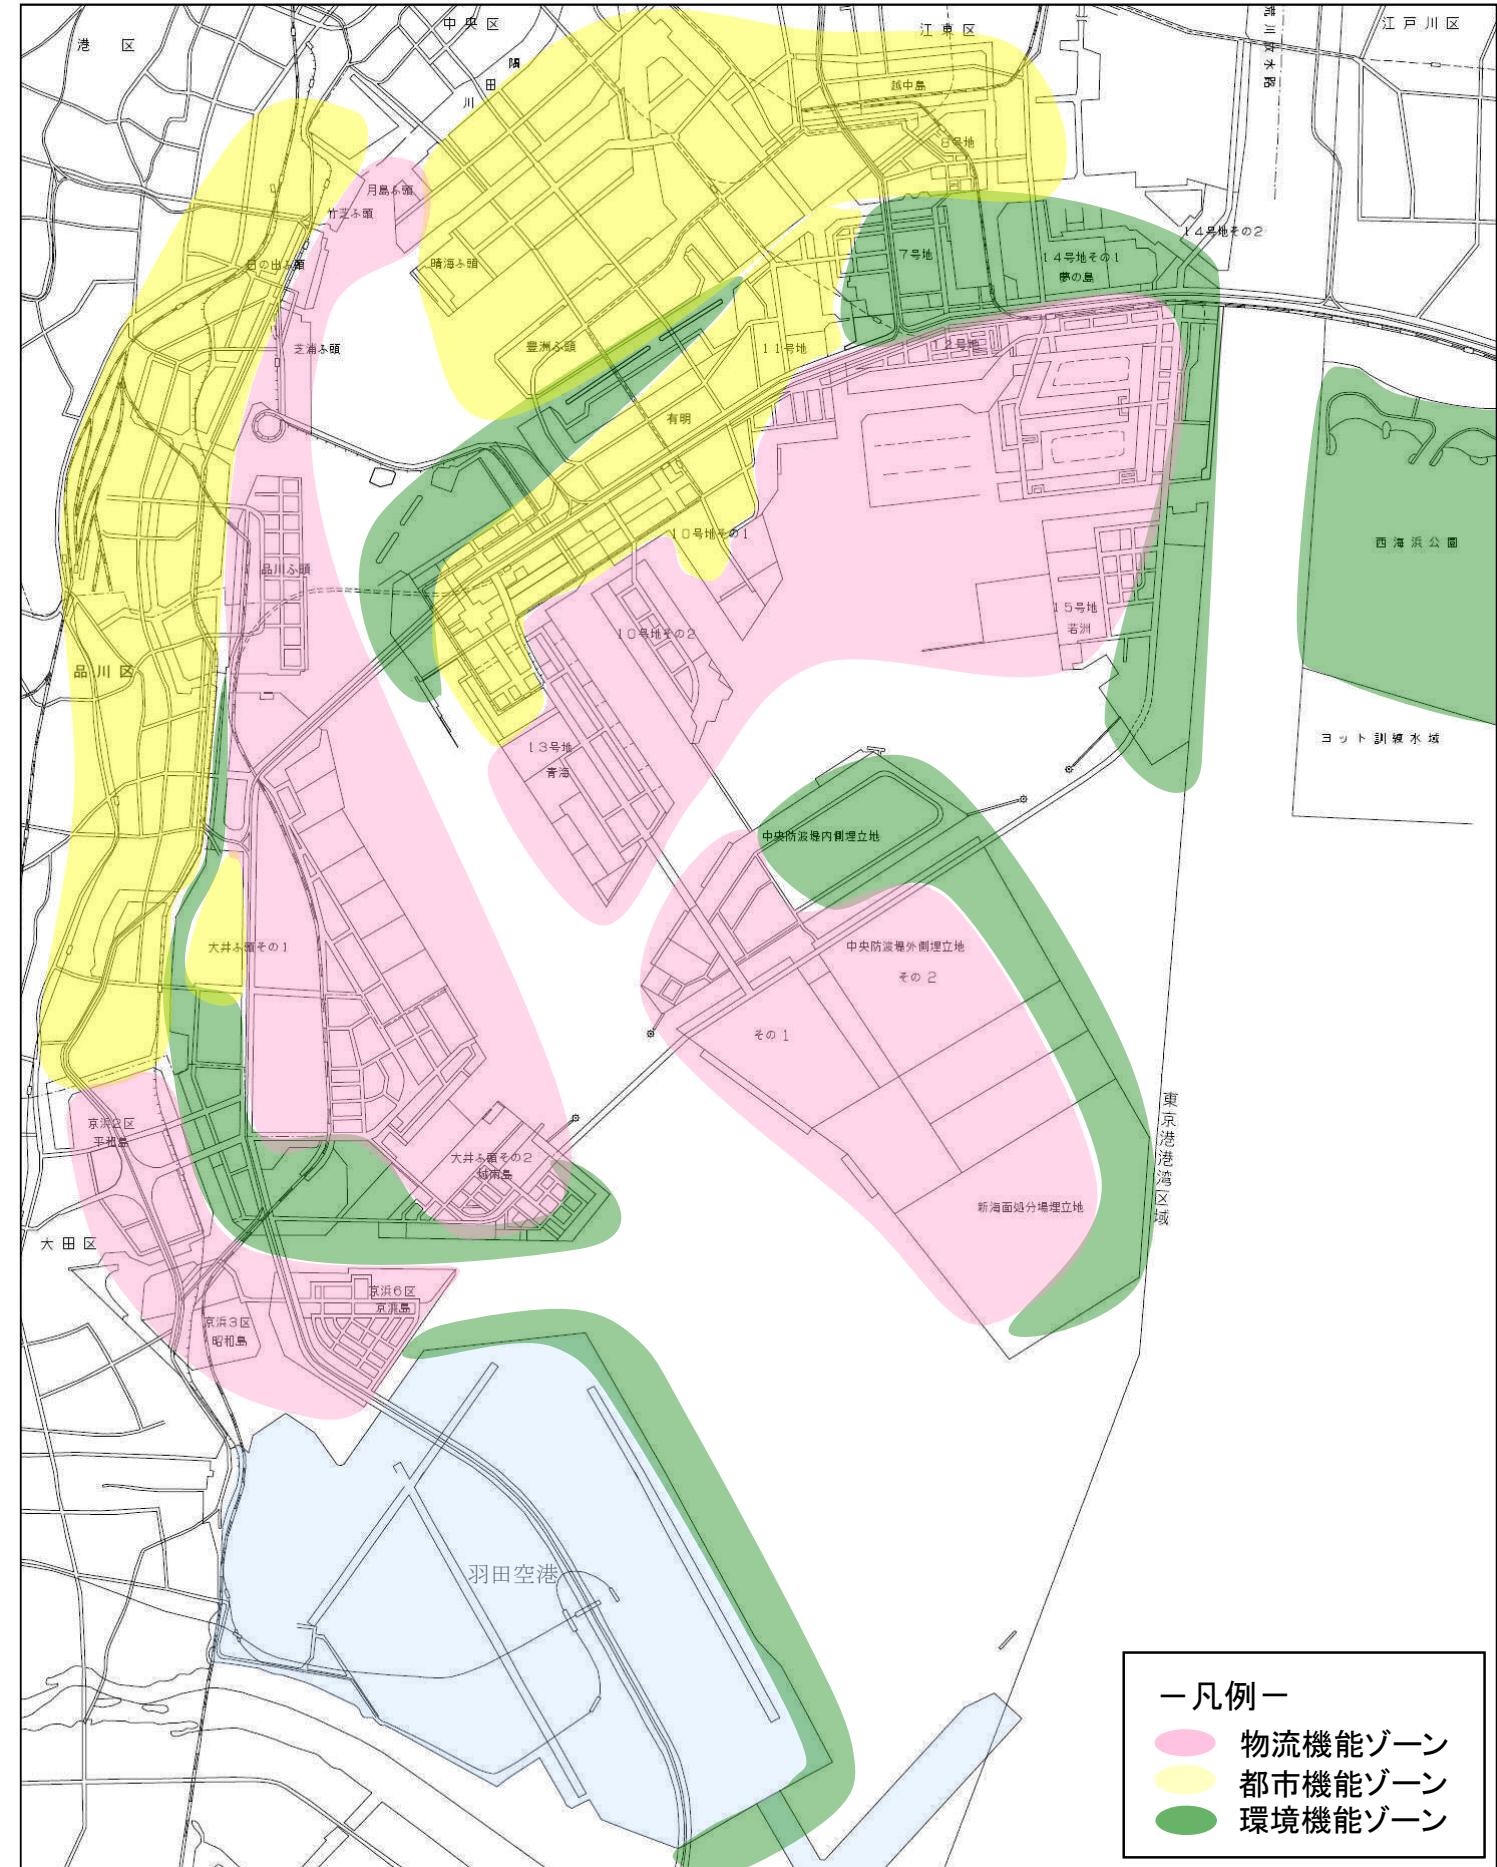 港区
中央区
隅田川
江東区
荒川放水路
江戸川区
越中島
8号地
月島ふ頭
竹芝ふ頭
日の出ふ頭
晴海ふ頭
7号地
14号地その1
夢の島
14号地その2
芝浦ふ頭
豊洲ふ頭
11号地
12号地
有明
10号地その1
西海浜公園
品川ふ頭
15号地
若洲
10号地その2
品川区
13号地
青海
ヨット訓練水域
中央防波堤内側埋立地
大井ふ頭その1
中央防波堤外側埋立地
その2
その1
東京港港湾区域
京浜2区
平和島
大井ふ頭その2
城南島
新海面処分場埋立地
大田区
京浜6区
京浜島
京浜3区
昭和島
羽田空港
－凡例－
物流機能ゾーン
都市機能ゾーン
環境機能ゾーン